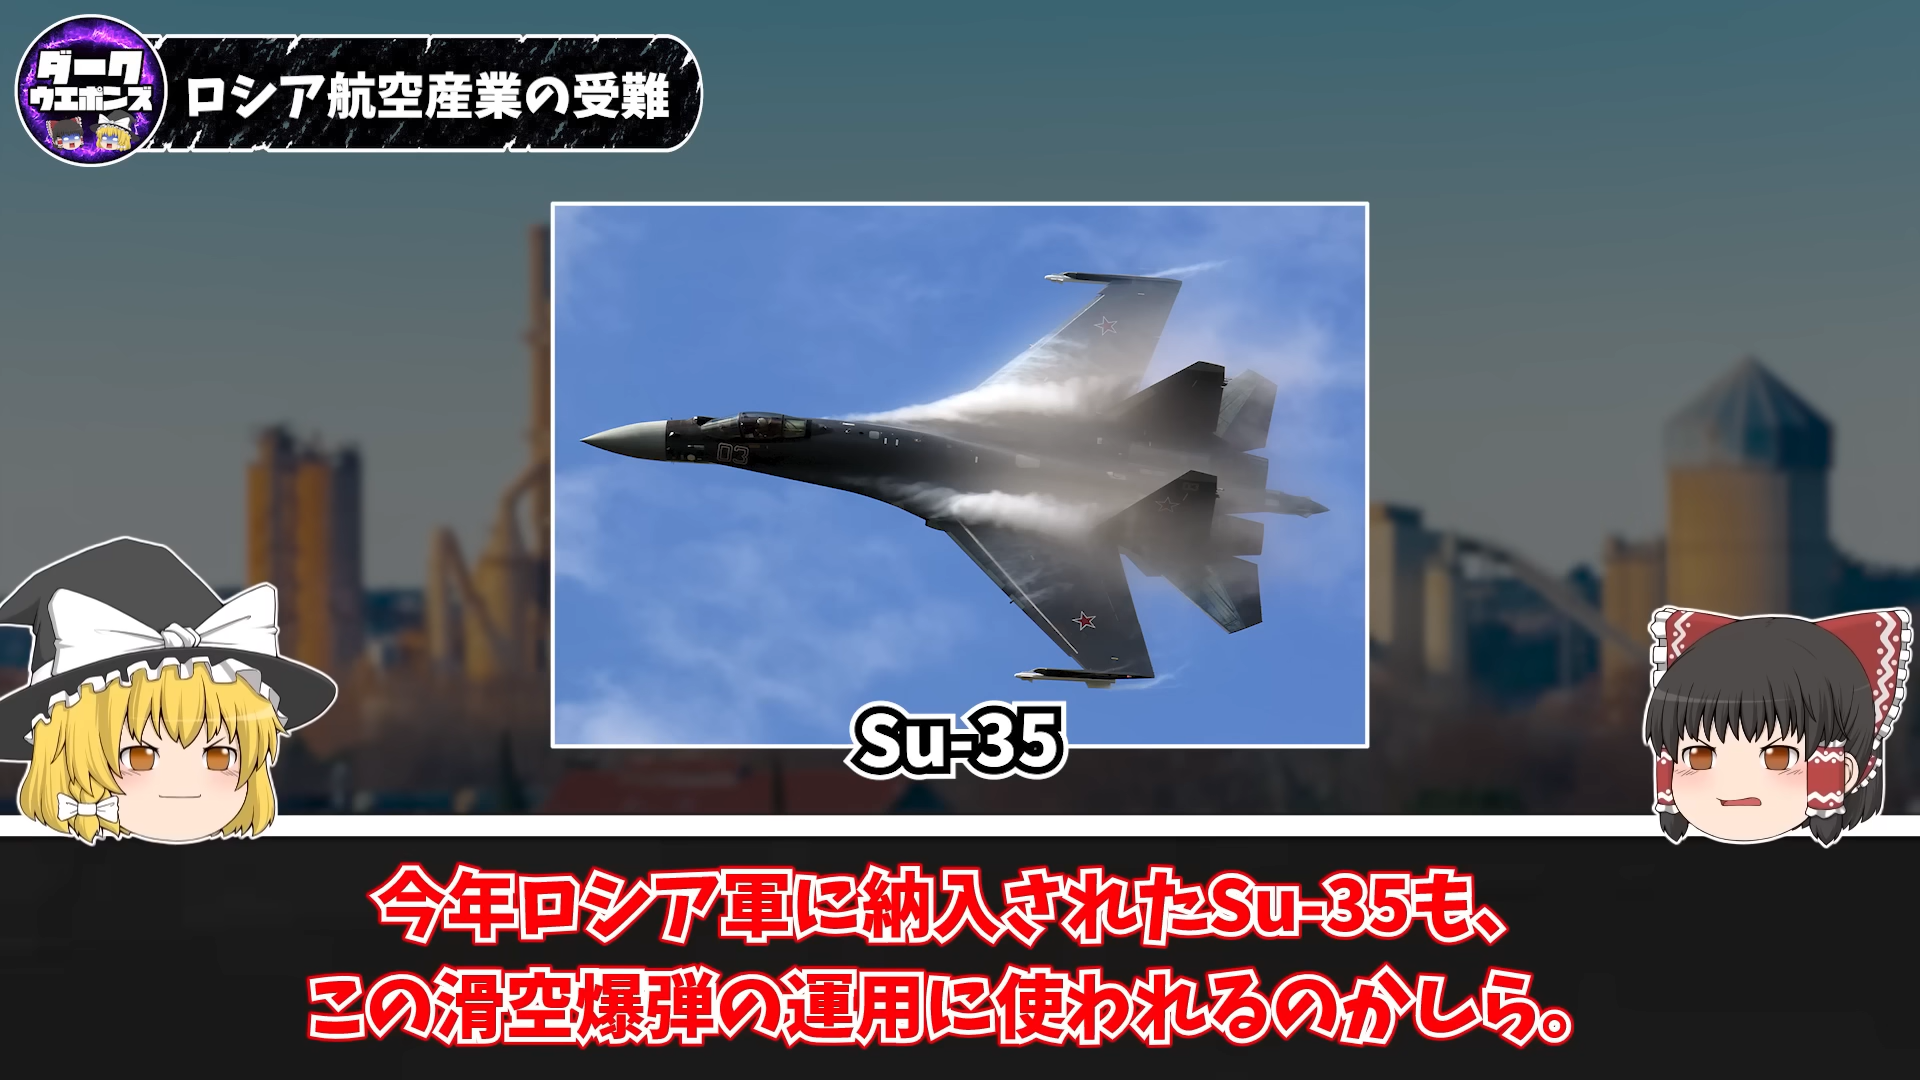 ダーク
ウエポンズ
ロシア航空産業の受難
03
Su-35
今年ロシア軍に納入されたSu-35も、
この滑空爆弾の運用に使われるのかしら。